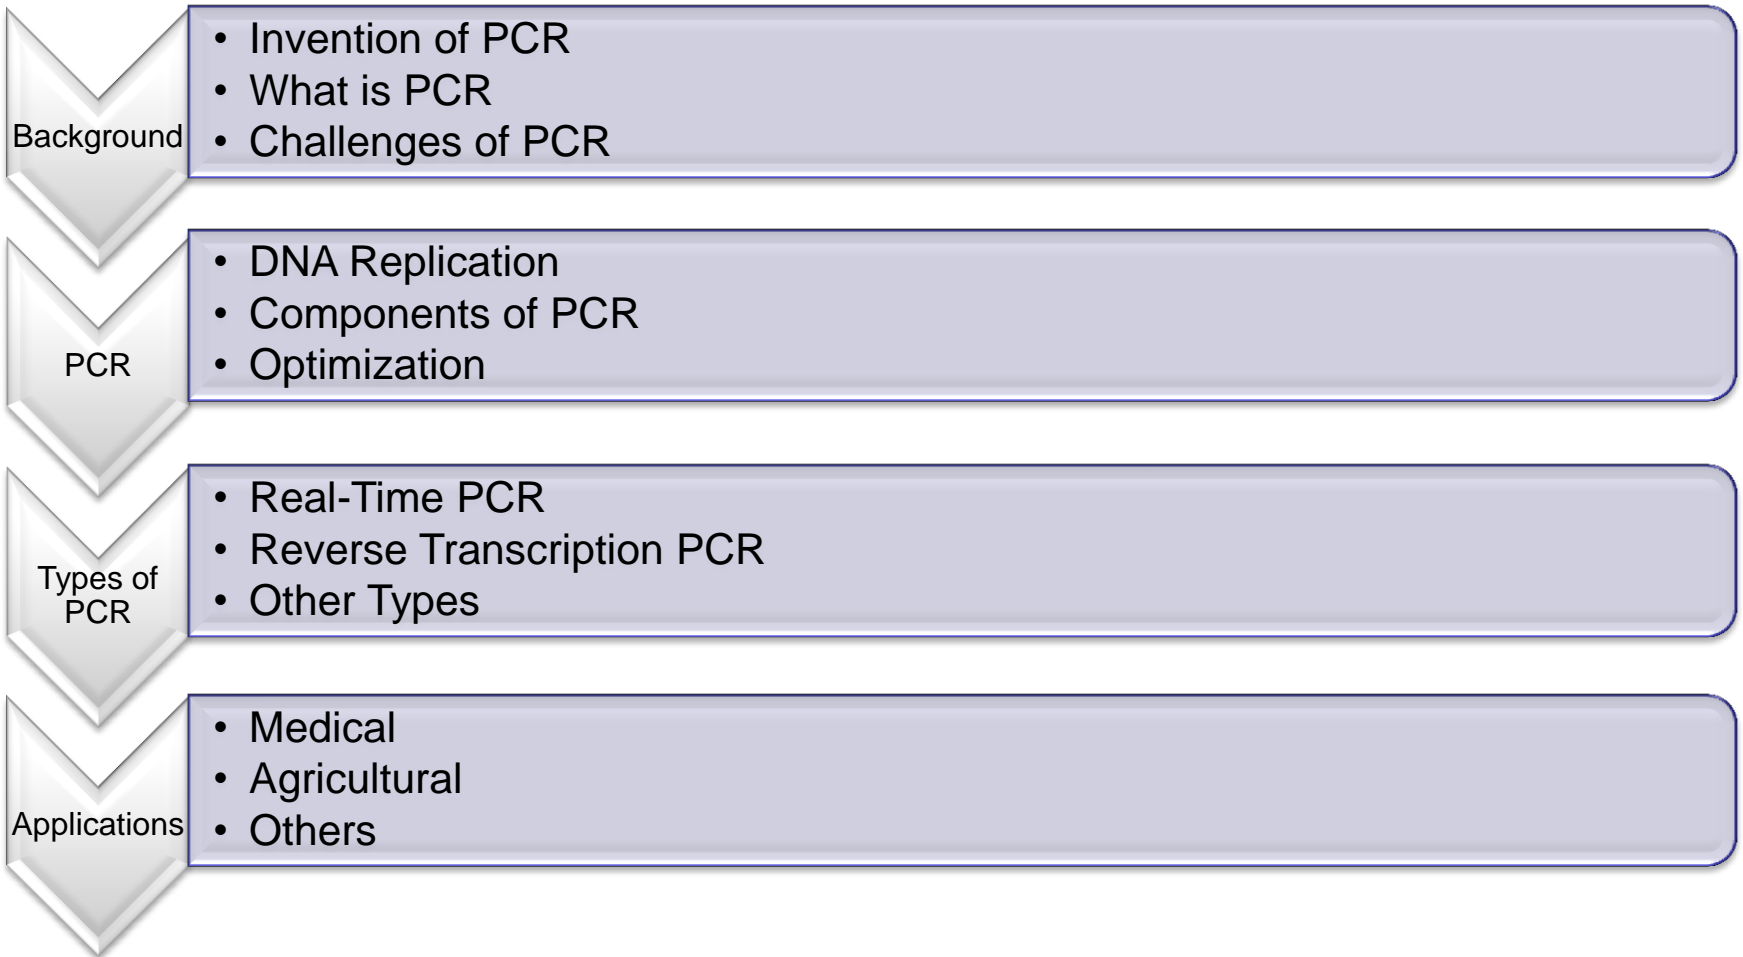 Background
• Invention of PCR
• What is PCR
• Challenges of PCR
PCR
• DNA Replication
• Components of PCR
• Optimization
Types of
PCR
• Real-Time PCR
• Reverse Transcription PCR
• Other Types
Applications
• Medical
• Agricultural
• Others